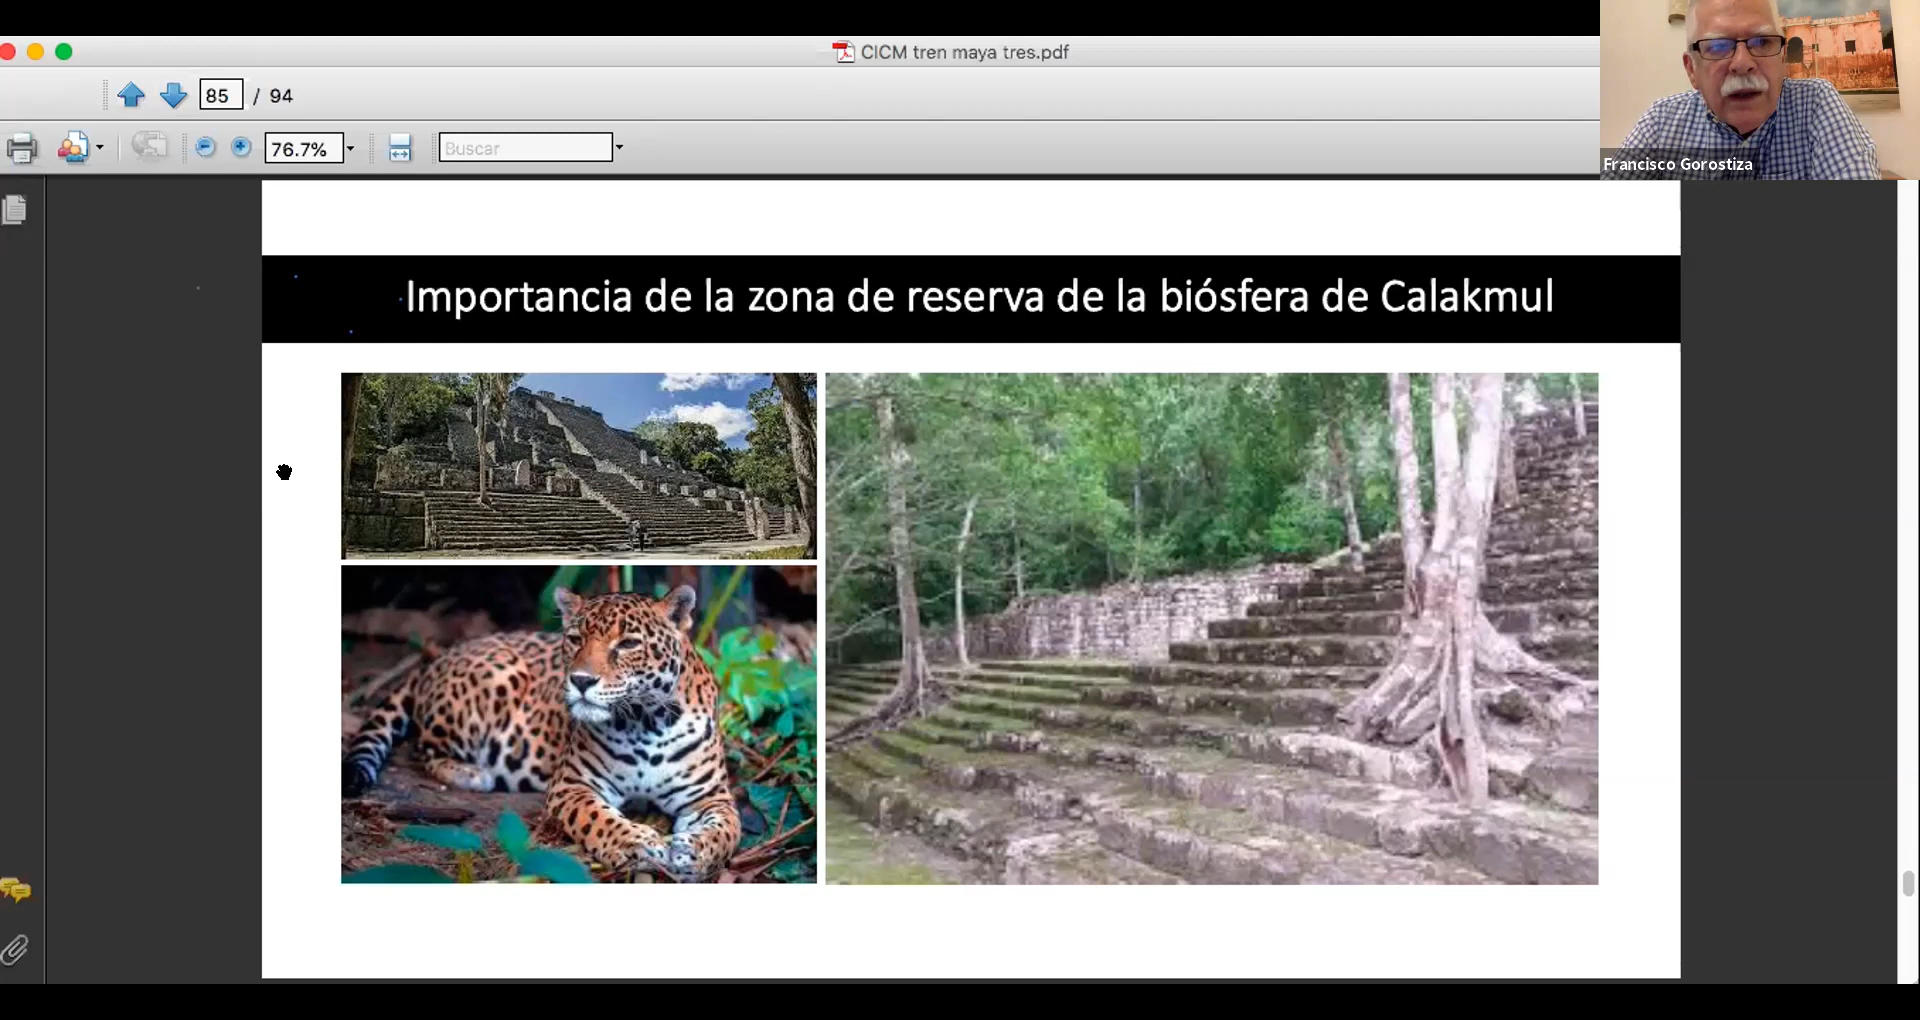 CICM tren maya tres.pdf
85 / 94
76.7%
Buscar
Francisco Gorostiza
Importancia de la zona de reserva de la biósfera de Calakmul